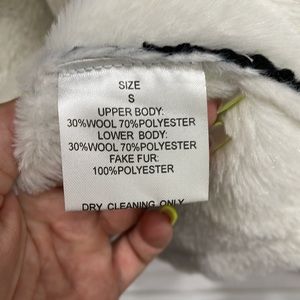 SIZE
S
UPPER BODY:
30%WOOL 70%POLYESTER
LOWER BODY:
30%WOOL 70%POLYESTER
FAKE FUR:
100%POLYESTER
DRY CLEANING ONLY